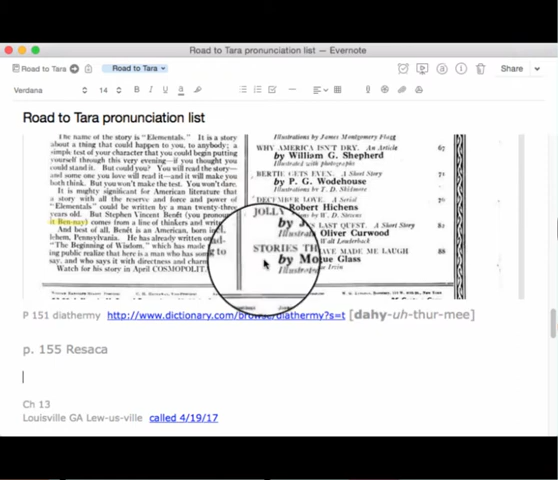 Road to Tara pronunciation list — Evernote
Road to Tara Road to Tara Share
Verdana 14 B I U a
Road to Tara pronunciation list
The name of the story is "Elementals." It is a story
about a thing that could happen to you, to anybody; a
simple test of your character that you could begin putting
yourself through this very evening—if you thought you
could stand it. But could you? You will read the story—
and some one you love will read it—and it will make you
both think. But you won't make the test. You won't dare.
It is mighty significant for American literature that
a story with all the reserve and force and power of
"Elementals" could be written by a man twenty-three
years old. But Stephen Vincent Benét (you pronounce
it Ben-nay) comes from a line of thinkers and
And best of all, Benét is an American, born in
lehem, Pennsylvania. He has already written
"The Beginning of Wisdom," which has made
ing public realize that here is a man who has some
say, and who says it with directness and charm
Watch for his story in April COSMOPOLITAN.
Illustrations by James Montgomery Flagg
WHY AMERICA ISN'T DRY. An Article 67
by William G. Shepherd
Illustrated with photographs
BERTIE GETS EVEN. A Short Story 71
by P. G. Wodehouse
Illustrations by T. D. Skidmore
DECEMBER LOVE. A Serial
Robert Hichens
by W. D. Stevens
JOLLY LAST QUEST. A Short Story
by Oliver Curwood
Walt Louderback
STORIES TH AVE MADE ME LAUGH 88
by Mo ue Glass
P 151 diathermy http://www.dictionary.com/browse/diathermy?s=t [dahy-uh-thur-mee]
p. 155 Resaca
Ch 13
Louisville GA Lew-us-ville called 4/19/17